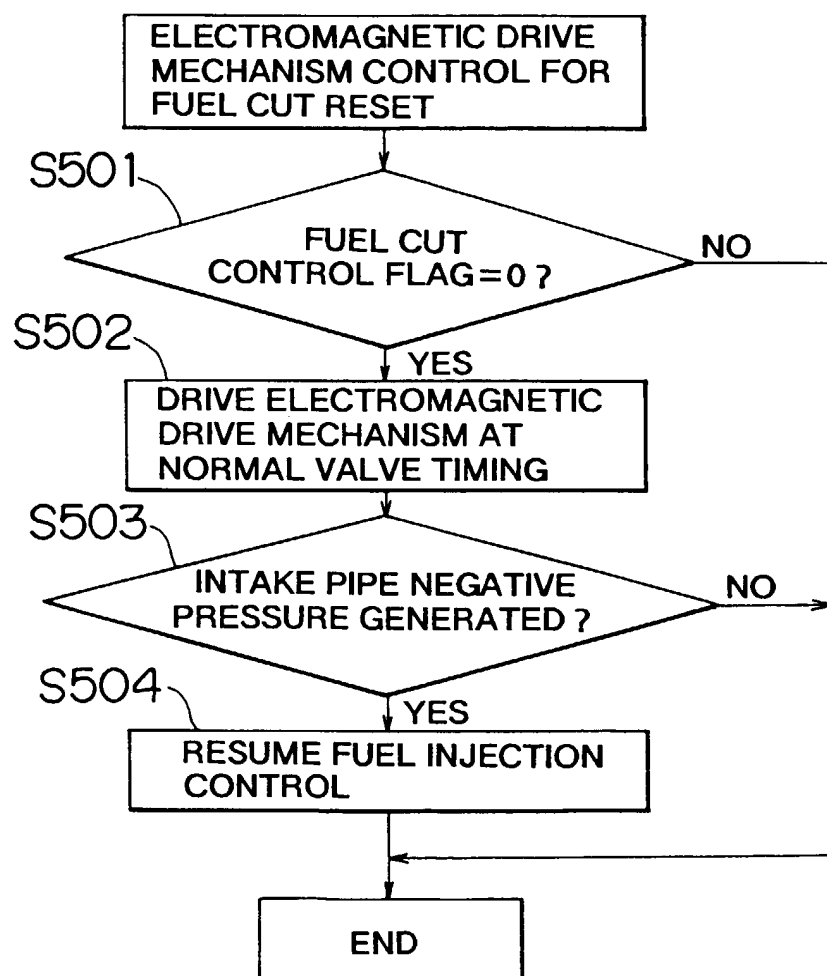 ELECTROMAGNETIC DRIVE
MECHANISM CONTROL FOR
FUEL CUT RESET
S501
FUEL CUT
CONTROL FLAG=0 ?
NO
YES
S502
DRIVE ELECTROMAGNETIC
DRIVE MECHANISM AT
NORMAL VALVE TIMING
S503
INTAKE PIPE NEGATIVE
PRESSURE GENERATED ?
NO
YES
S504
RESUME FUEL INJECTION
CONTROL
END